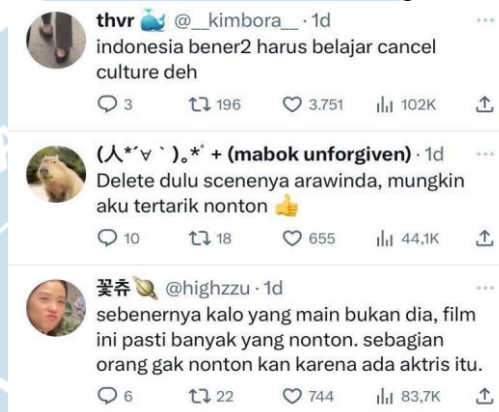 thvr 🐳 @__kimbora__ · 1d
indonesia bener2 harus belajar cancel
culture deh
3 196 3.751 102K
(人*´∀｀)｡*ﾟ+ (mabok unforgiven) · 1d
Delete dulu scenenya arawinda, mungkin
aku tertarik nonton 👍
10 18 655 44,1K
꽃츄 🪐 @highzzu · 1d
sebenernya kalo yang main bukan dia, film
ini pasti banyak yang nonton. sebagian
orang gak nonton kan karena ada aktris itu.
6 22 744 83,7K